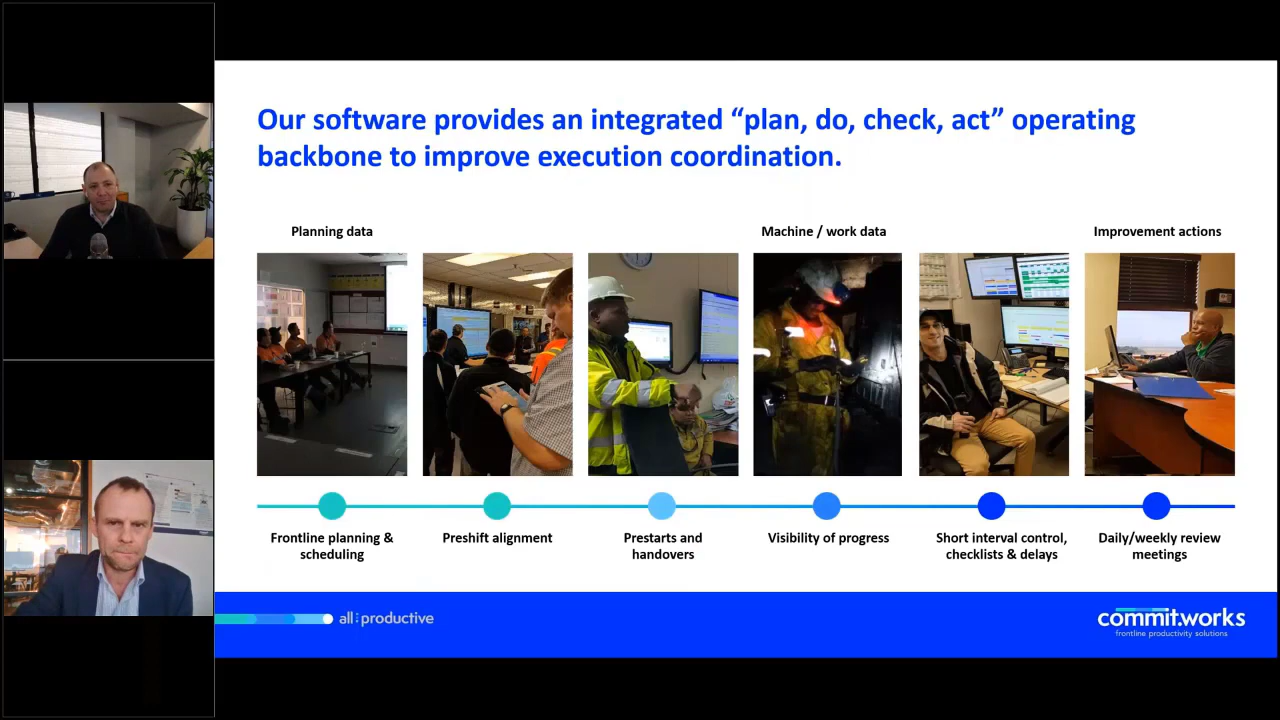 Our software provides an integrated “plan, do, check, act” operating
backbone to improve execution coordination.
Planning data
Machine / work data
Improvement actions
Frontline planning &
scheduling
Preshift alignment
Prestarts and
handovers
Visibility of progress
Short interval control,
checklists & delays
Daily/weekly review
meetings
all:productive
commit.works
frontline productivity solutions